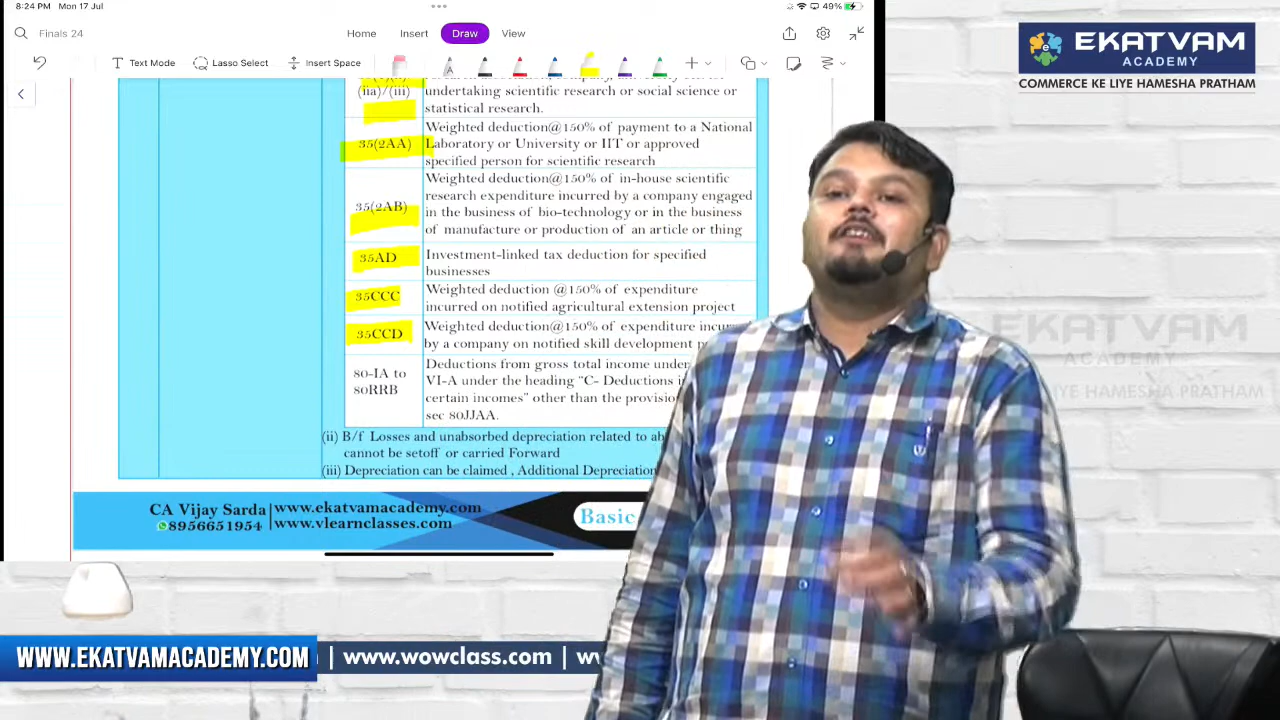 8:24 PM Mon 17 Jul
49%
Finals 24
Home Insert Draw View
Text Mode Lasso Select Insert Space
EKATVAM
ACADEMY
COMMERCE KE LIYE HAMESHA PRATHAM
(iia)/(iii) undertaking scientific research or social science or
statistical research.
35(2AA) Weighted deduction@150% of payment to a National
Laboratory or University or IIT or approved
specified person for scientific research
35(2AB) Weighted deduction@150% of in-house scientific
research expenditure incurred by a company engaged
in the business of bio-technology or in the business
of manufacture or production of an article or thing
35AD Investment-linked tax deduction for specified
businesses
35CCC Weighted deduction @150% of expenditure
incurred on notified agricultural extension project
35CCD Weighted deduction@150% of expenditure
by a company on notified skill development
80-IA to
80RRB
Deductions from gross total income under
VI-A under the heading "C- Deductions
certain incomes" other than the
sec 80JJAA.
(ii) B/f Losses and unabsorbed depreciation related to
cannot be setoff or carried Forward
(iii) Depreciation can be claimed , Additional Depreciation
EKATVAM
ACADEMY
LIYE HAMESHA PRATHAM
CA Vijay Sarda
8956651954
www.ekatvamacademy.com
www.vlearnclasses.com
Basic
WWW.EKATVAMACADEMY.COM
| www.wowclass.com |